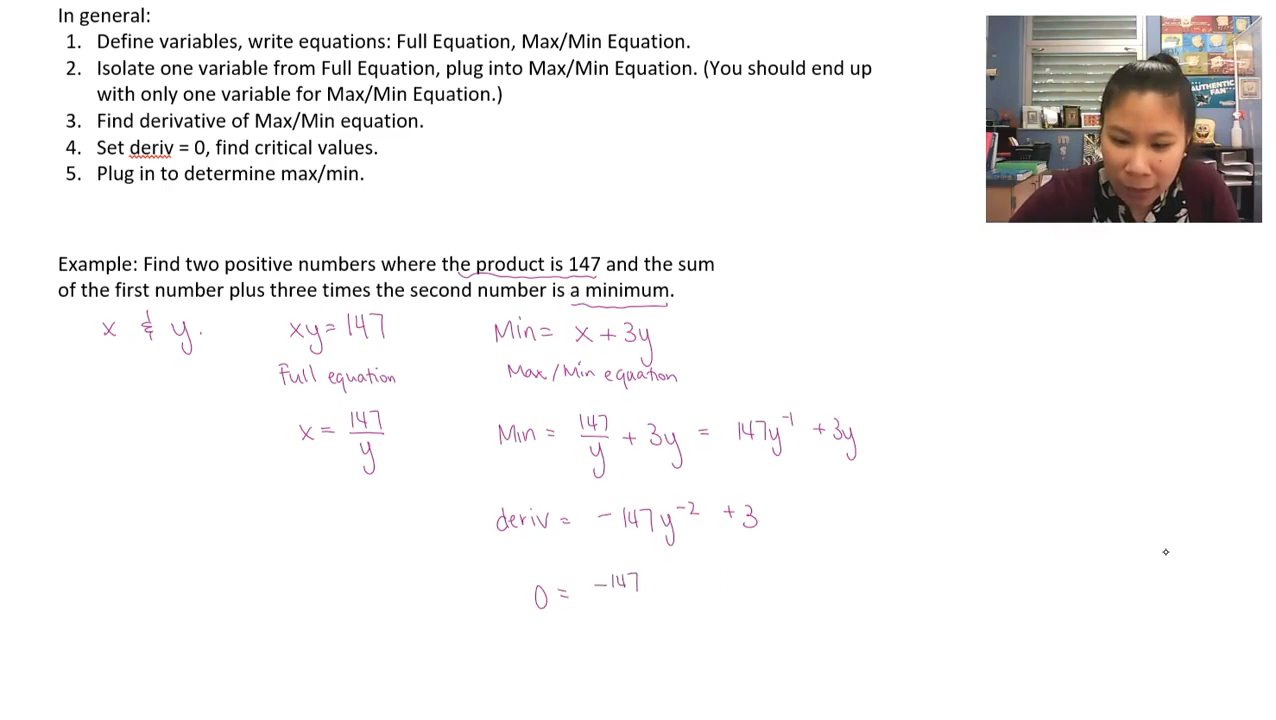 In general:
1. Define variables, write equations: Full Equation, Max/Min Equation.
2. Isolate one variable from Full Equation, plug into Max/Min Equation. (You should end up
with only one variable for Max/Min Equation.)
3. Find derivative of Max/Min equation.
4. Set deriv = 0, find critical values.
5. Plug in to determine max/min.
AUTHENTIC
FAN
Example: Find two positive numbers where the product is 147 and the sum
of the first number plus three times the second number is a minimum.
x & y. xy = 147 Min = x + 3y
Full equation Max/Min equation
x = 147/y Min = 147/y + 3y = 147y⁻¹ + 3y
deriv = -147y⁻² + 3
0 = -147